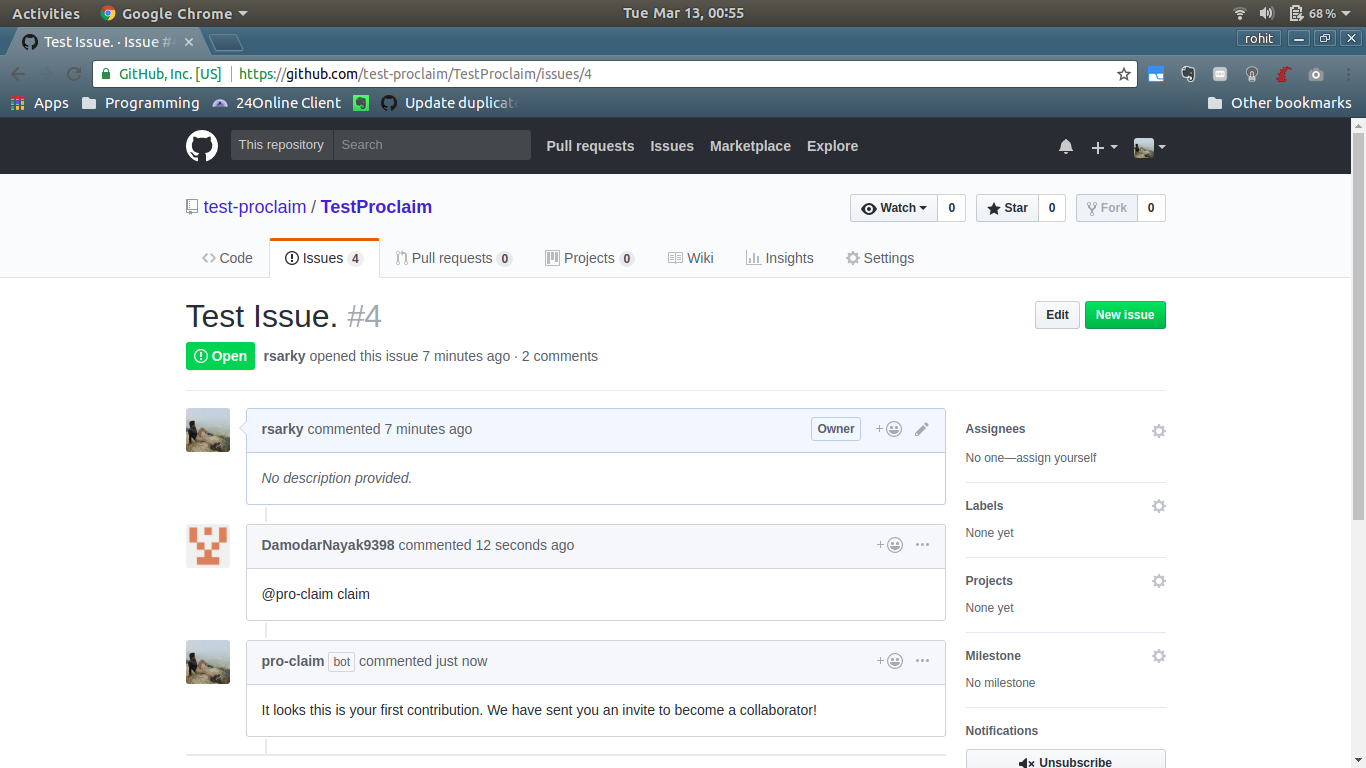 Activities Google Chrome Tue Mar 13, 00:55 68 %
Test Issue. · Issue #4 rohit
GitHub, Inc. [US] https://github.com/test-proclaim/TestProclaim/issues/4
Apps Programming 24Online Client Update duplicat Other bookmarks
This repository Search Pull requests Issues Marketplace Explore
test-proclaim / TestProclaim Watch 0 Star 0 Fork 0
Code Issues 4 Pull requests 0 Projects 0 Wiki Insights Settings
Test Issue. #4 Edit New issue
Open rsarky opened this issue 7 minutes ago · 2 comments
rsarky commented 7 minutes ago Owner
No description provided.
DamodarNayak9398 commented 12 seconds ago
@pro-claim claim
pro-claim bot commented just now
It looks this is your first contribution. We have sent you an invite to become a collaborator!
Assignees
No one—assign yourself
Labels
None yet
Projects
None yet
Milestone
No milestone
Notifications
Unsubscribe